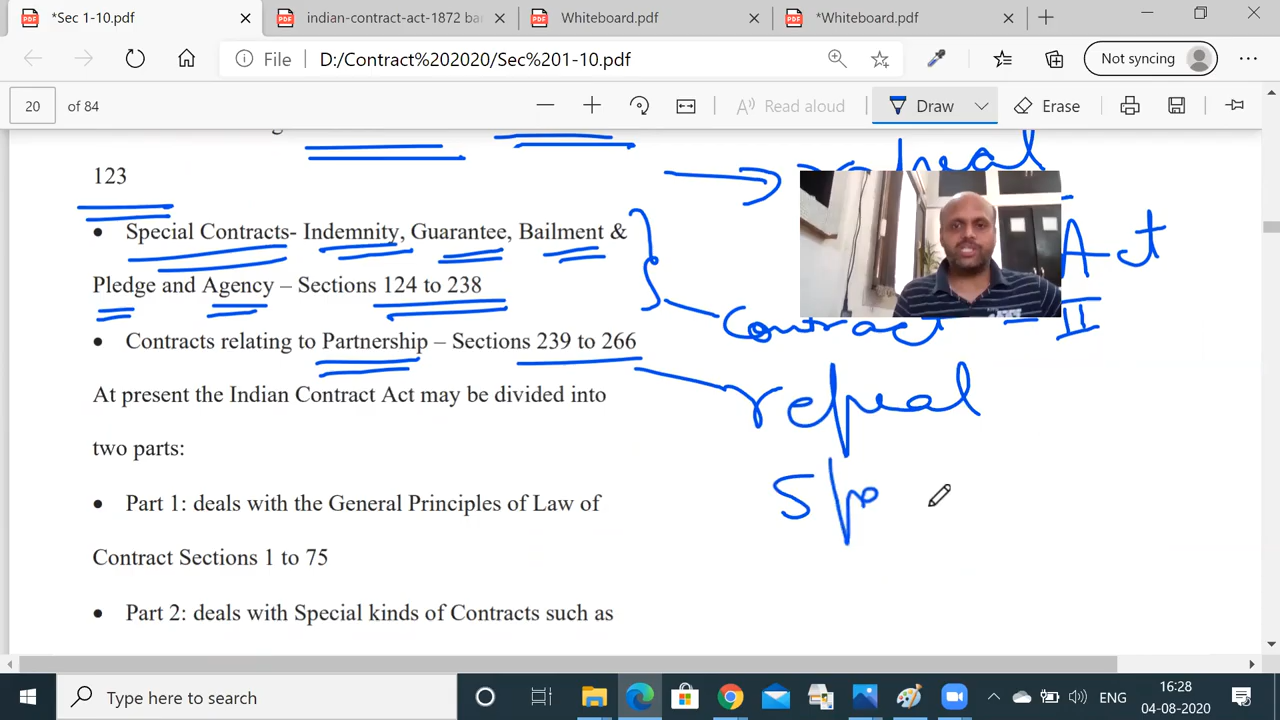 *Sec 1-10.pdf
indian-contract-act-1872 ba
Whiteboard.pdf
*Whiteboard.pdf
File
D:/Contract%202020/Sec%201-10.pdf
Not syncing
20 of 84
Read aloud
Draw
Erase
123
• Special Contracts- Indemnity, Guarantee, Bailment &
Pledge and Agency – Sections 124 to 238
Act
Contract - II
• Contracts relating to Partnership – Sections 239 to 266
repeal
At present the Indian Contract Act may be divided into
two parts:
• Part 1: deals with the General Principles of Law of
Contract Sections 1 to 75
• Part 2: deals with Special kinds of Contracts such as
Type here to search
ENG
16:28
04-08-2020